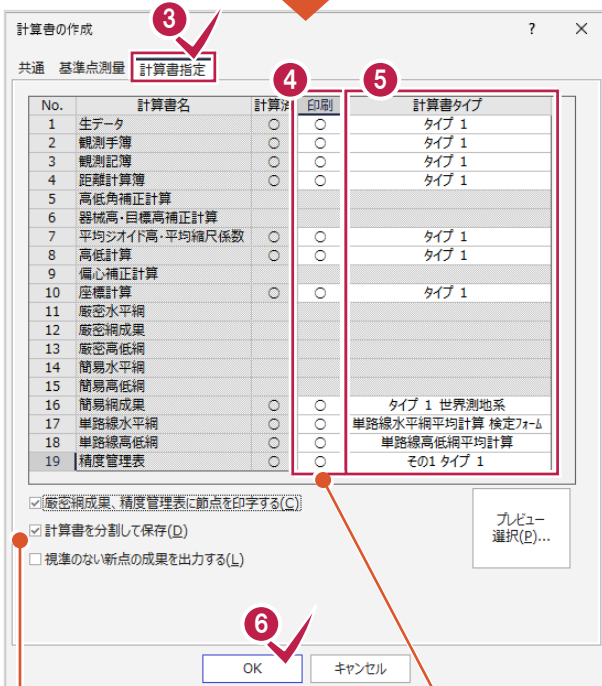 3
計算書の作成 ? ×
共通 基準点測量 計算書指定
4 5
No. 計算書名 計算済 印刷 計算書タイプ
1 生データ ○ ○ タイプ 1
2 観測手簿 ○ ○ タイプ 1
3 観測記簿 ○ ○ タイプ 1
4 距離計算簿 ○ ○ タイプ 1
5 高低角補正計算
6 器械高・目標高補正計算
7 平均ジオイド高・平均縮尺係数 ○ ○ タイプ 1
8 高低計算 ○ ○ タイプ 1
9 偏心補正計算
10 座標計算 ○ ○ タイプ 1
11 厳密水平網
12 厳密網成果
13 厳密高低網
14 簡易水平網
15 簡易高低網
16 簡易網成果 ○ ○ タイプ 1 世界測地系
17 単路線水平網 ○ ○ 単路線水平網平均計算 検定フォーム
18 単路線高低網 ○ ○ 単路線高低網平均計算
19 精度管理表 ○ ○ その1 タイプ 1
厳密網成果、精度管理表に節点を印字する(C)
計算書を分割して保存(D)
視準のない新点の成果を出力する(L)
プレビュー
選択(P)...
6
OK キャンセル